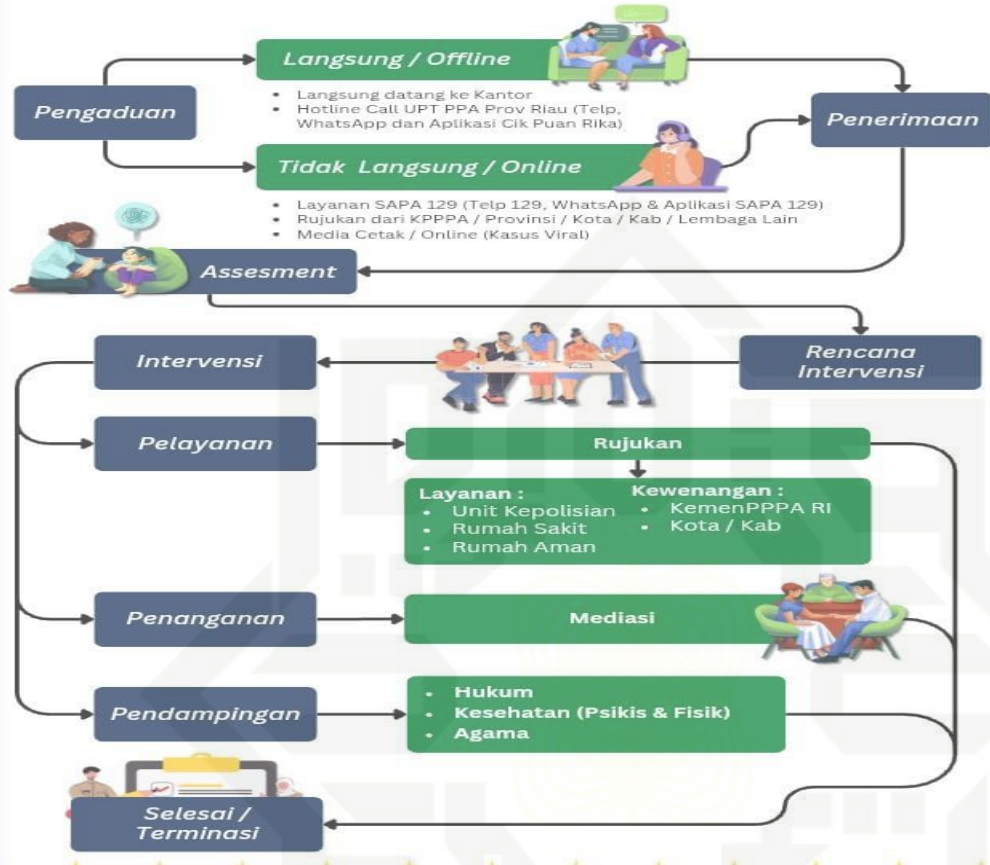 Langsung / Offline
Pengaduan
• Langsung datang ke Kantor
• Hotline Call UPT PPA Prov Riau (Telp,
WhatsApp dan Aplikasi Cik Puan Rika)
Penerimaan
Tidak Langsung / Online
• Layanan SAPA 129 (Telp 129, WhatsApp & Aplikasi SAPA 129)
• Rujukan dari KPPPA / Provinsi / Kota / Kab / Lembaga Lain
• Media Cetak / Online (Kasus Viral)
Assesment
Rencana
Intervensi
Intervensi
Pelayanan
Rujukan
Layanan :
• Unit Kepolisian
• Rumah Sakit
• Rumah Aman
Kewenangan :
• KemenPPPA RI
• Kota / Kab
Penanganan
Mediasi
Pendampingan
• Hukum
• Kesehatan (Psikis & Fisik)
• Agama
Selesai /
Terminasi